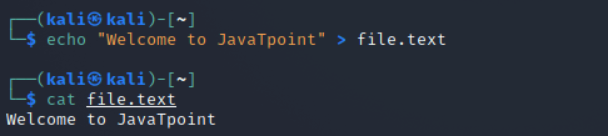 ┌──(kali㉿kali)-[~]
└─$ echo "Welcome to JavaTpoint" > file.text
┌──(kali㉿kali)-[~]
└─$ cat file.text
Welcome to JavaTpoint